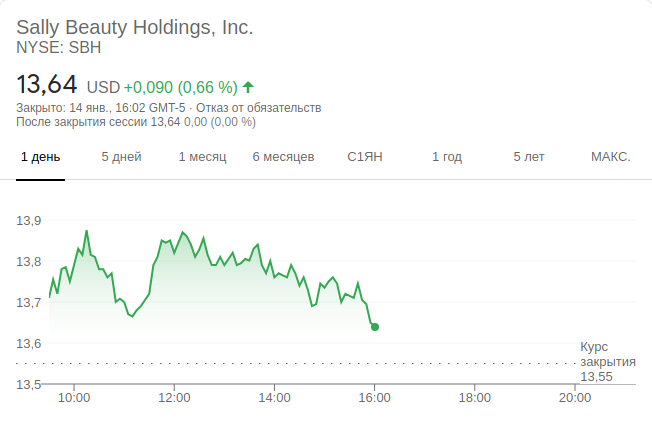 Sally Beauty Holdings, Inc.
NYSE: SBH
13,64 USD +0,090 (0,66 %)
Закрыто: 14 янв., 16:02 GMT-5 · Отказ от обязательств
После закрытия сессии 13,64 0,00 (0,00 %)
1 день 5 дней 1 месяц 6 месяцев С1ЯН 1 год 5 лет МАКС.
13,9
13,8
13,7
13,6
Курс
закрытия
13,55
13,5
10:00 12:00 14:00 16:00 18:00 20:00